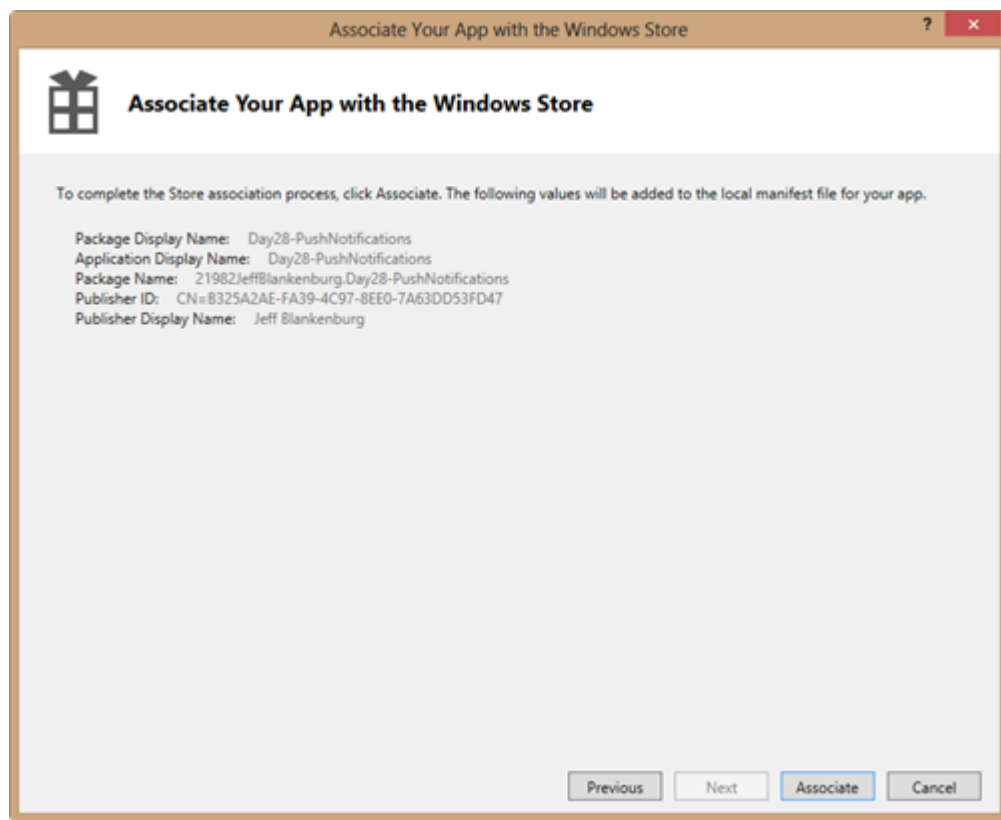 Associate Your App with the Windows Store
?
×
Associate Your App with the Windows Store
To complete the Store association process, click Associate. The following values will be added to the local manifest file for your app.
Package Display Name: Day28-PushNotifications
Application Display Name: Day28-PushNotifications
Package Name: 21982JeffBlankenburg.Day28-PushNotifications
Publisher ID: CN=B325A2AE-FA39-4C97-8EE0-7A63DD53FD47
Publisher Display Name: Jeff Blankenburg
Previous Next Associate Cancel